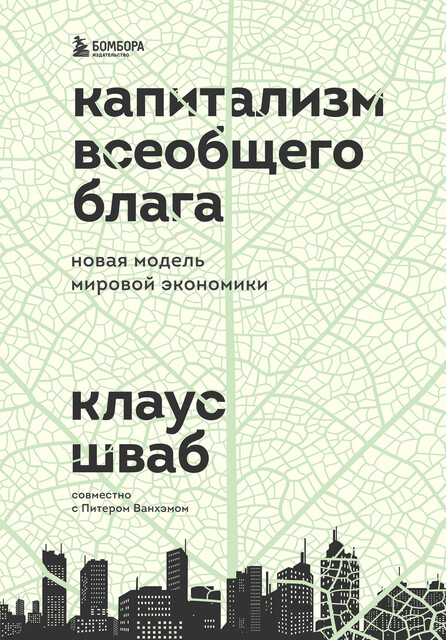 БОМБОРА
ИЗДАТЕЛЬСТВО
капитализм
всеобщего
блага
новая модель
мировой экономики
клаус
шваб
совместно
с Питером Ванхэмом